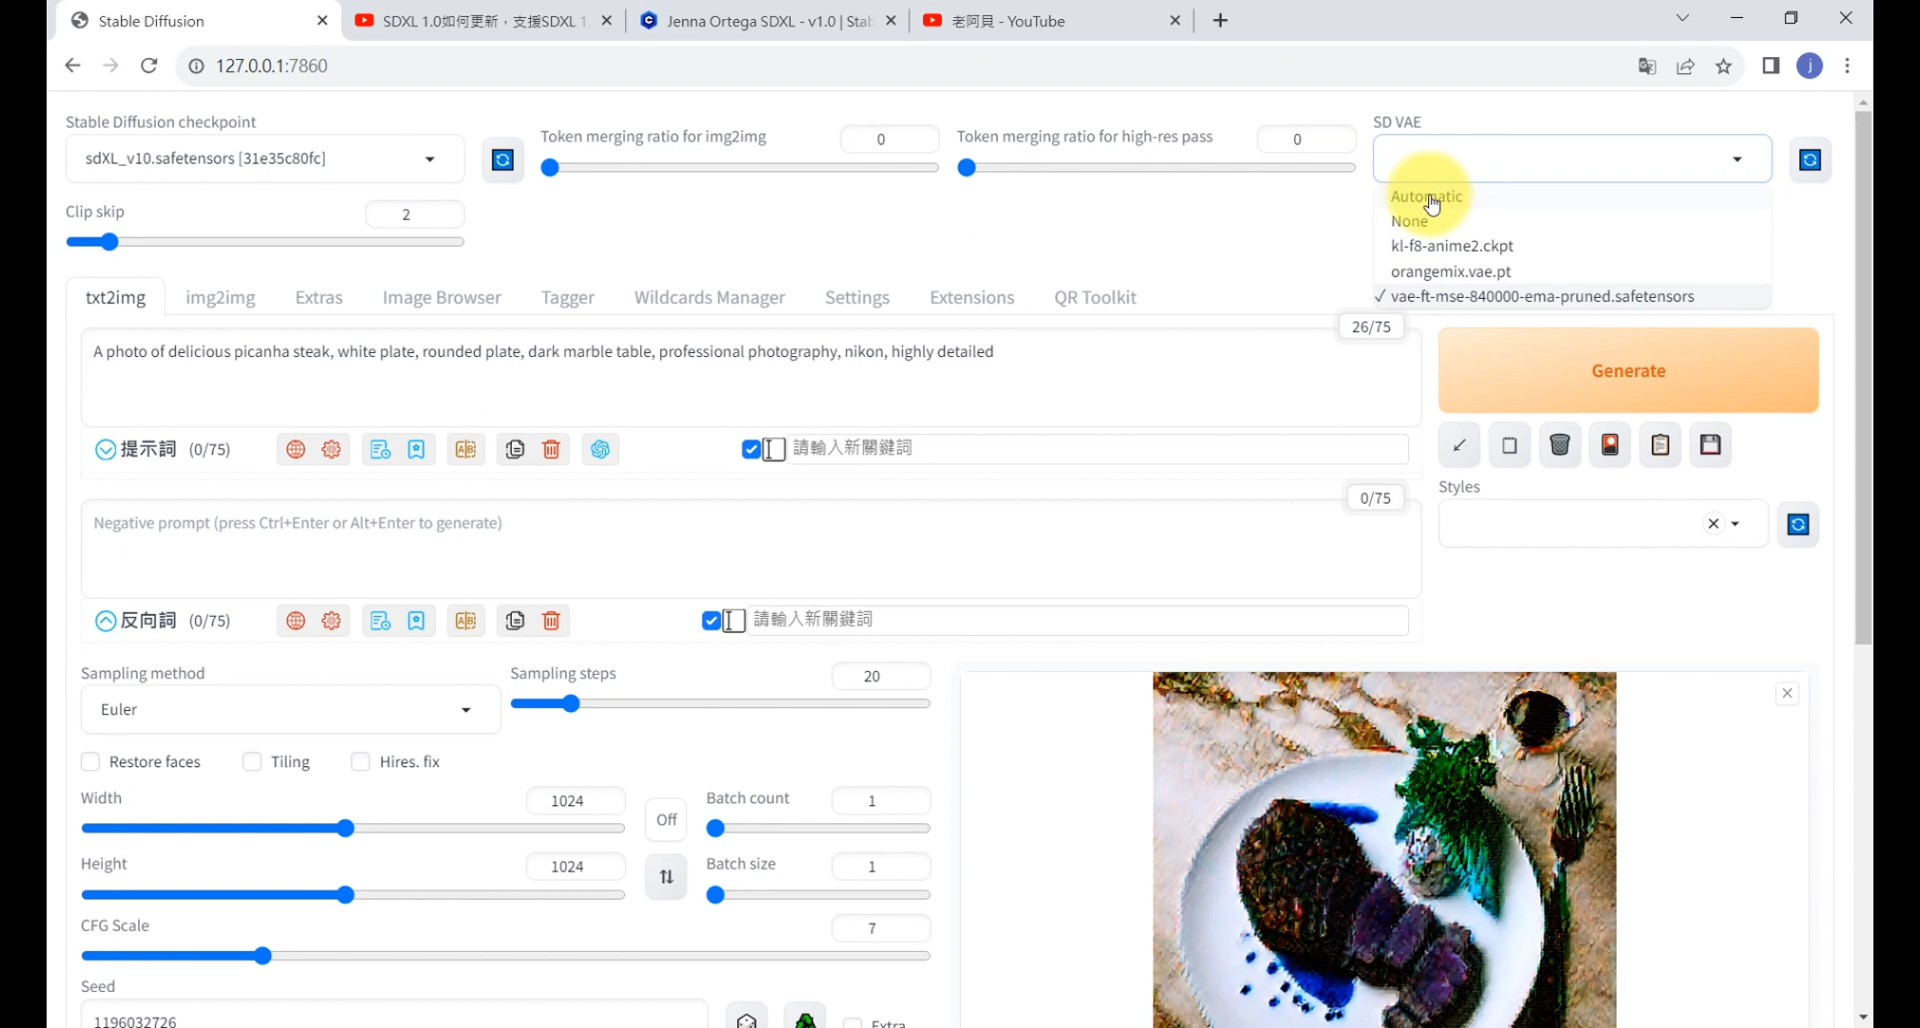 Stable Diffusion
SDXL 1.0如何更新，支援SDXL 1.
Jenna Ortega SDXL - v1.0 | Stab
老阿貝 - YouTube
127.0.0.1:7860
j
Stable Diffusion checkpoint
sdXL_v10.safetensors [31e35c80fc]
Token merging ratio for img2img
0
Token merging ratio for high-res pass
0
SD VAE
Automatic
None
kl-f8-anime2.ckpt
orangemix.vae.pt
✓ vae-ft-mse-840000-ema-pruned.safetensors
Clip skip
2
txt2img
img2img
Extras
Image Browser
Tagger
Wildcards Manager
Settings
Extensions
QR Toolkit
26/75
A photo of delicious picanha steak, white plate, rounded plate, dark marble table, professional photography, nikon, highly detailed
Generate
提示詞 (0/75)
請輸入新關鍵詞
0/75
Negative prompt (press Ctrl+Enter or Alt+Enter to generate)
Styles
反向詞 (0/75)
請輸入新關鍵詞
Sampling method
Euler
Sampling steps
20
Restore faces
Tiling
Hires. fix
Width
1024
Off
Batch count
1
Height
1024
Batch size
1
CFG Scale
7
Seed
1196032726
Extra